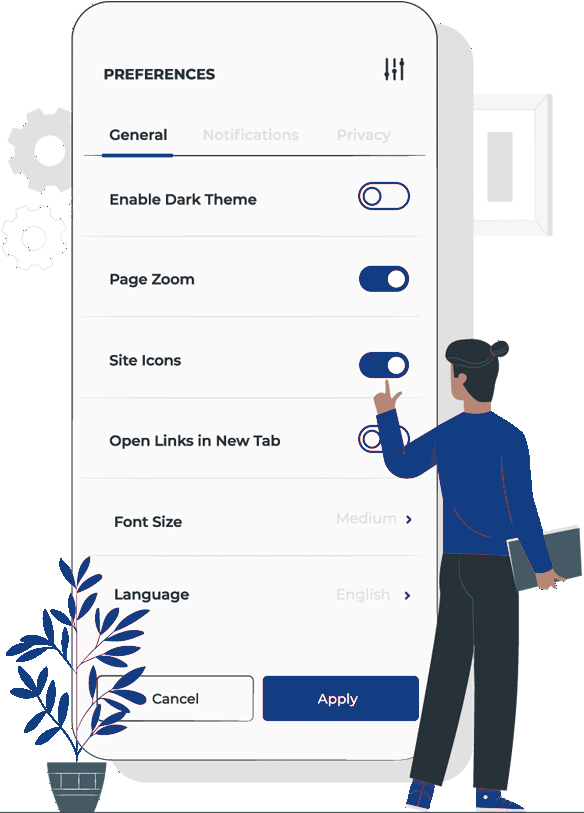 PREFERENCES
General Notifications Privacy
Enable Dark Theme
Page Zoom
Site Icons
Open Links in New Tab
Font Size Medium
Language English
Cancel Apply